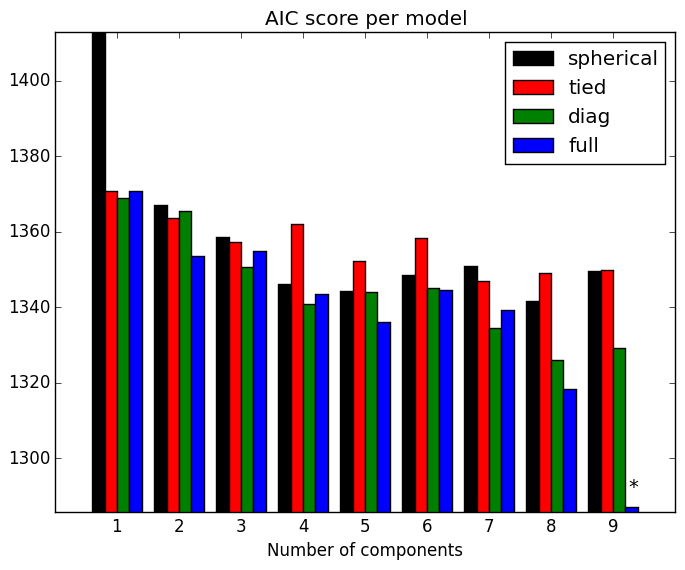 AIC score per model
spherical
tied
diag
full
1400
1380
1360
1340
1320
1300
*
1 2 3 4 5 6 7 8 9
Number of components